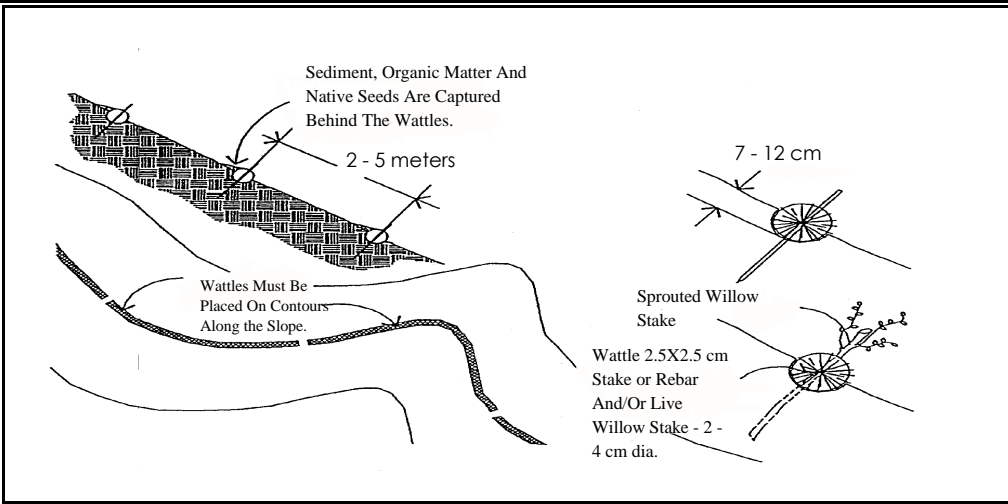 Sediment, Organic Matter And
Native Seeds Are Captured
Behind The Wattles.
2 - 5 meters
7 - 12 cm
Wattles Must Be
Placed On Contours
Along the Slope.
Sprouted Willow
Stake
Wattle 2.5X2.5 cm
Stake or Rebar
And/Or Live
Willow Stake - 2 -
4 cm dia.